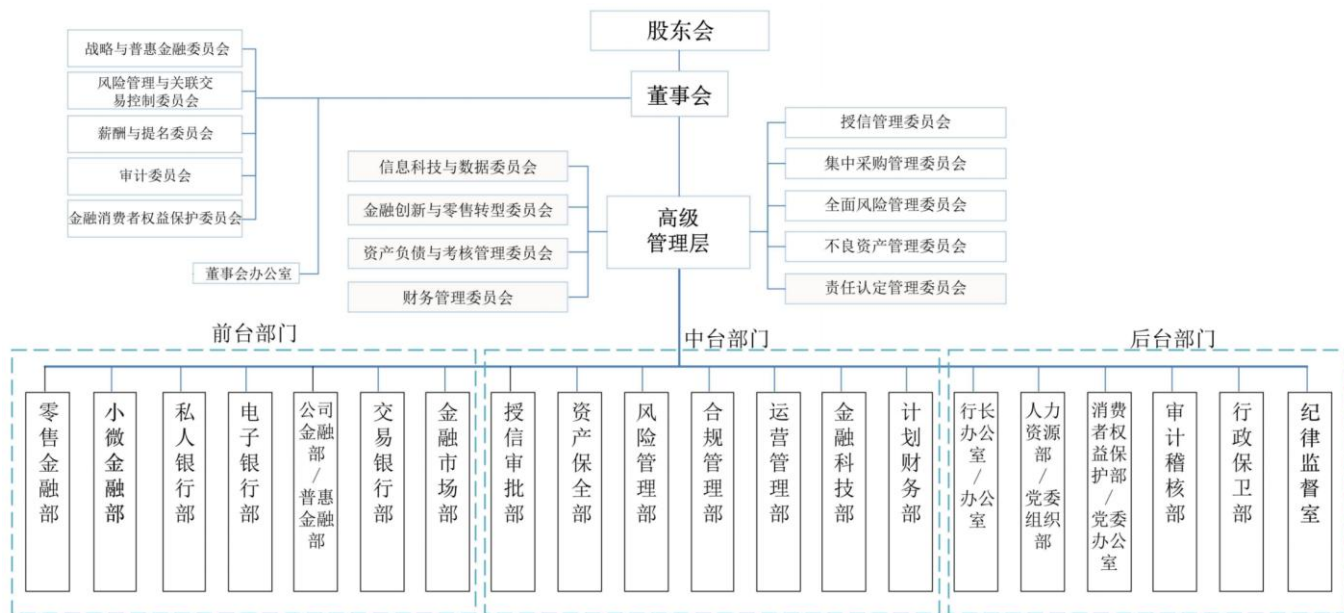 股东会
董事会
战略与普惠金融委员会
风险管理与关联交
易控制委员会
薪酬与提名委员会
审计委员会
金融消费者权益保护委员会
董事会办公室
信息科技与数据委员会
金融创新与零售转型委员会
资产负债与考核管理委员会
财务管理委员会
高级
管理层
授信管理委员会
集中采购管理委员会
全面风险管理委员会
不良资产管理委员会
责任认定管理委员会
前台部门
中台部门
后台部门
零售金融部
小微金融部
私人银行部
电子银行部
公司金融部/普惠金融部
交易银行部
金融市场部
授信审批部
资产保全部
风险管理部
合规管理部
运营管理部
金融科技部
计划财务部
行长办公室/办公室
人力资源部/党委组织部
消费者权益保护部/党委办公室
审计稽核部
行政保卫部
纪律监督室